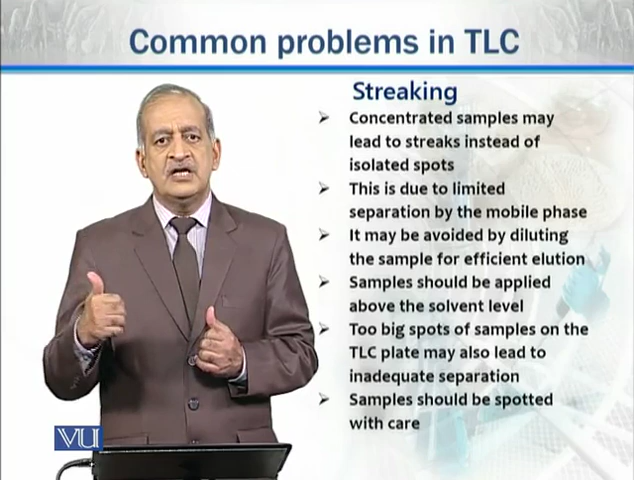 Common problems in TLC
Streaking
Concentrated samples may
lead to streaks instead of
isolated spots
This is due to limited
separation by the mobile phase
It may be avoided by diluting
the sample for efficient elution
Samples should be applied
above the solvent level
Too big spots of samples on the
TLC plate may also lead to
inadequate separation
Samples should be spotted
with care
VU